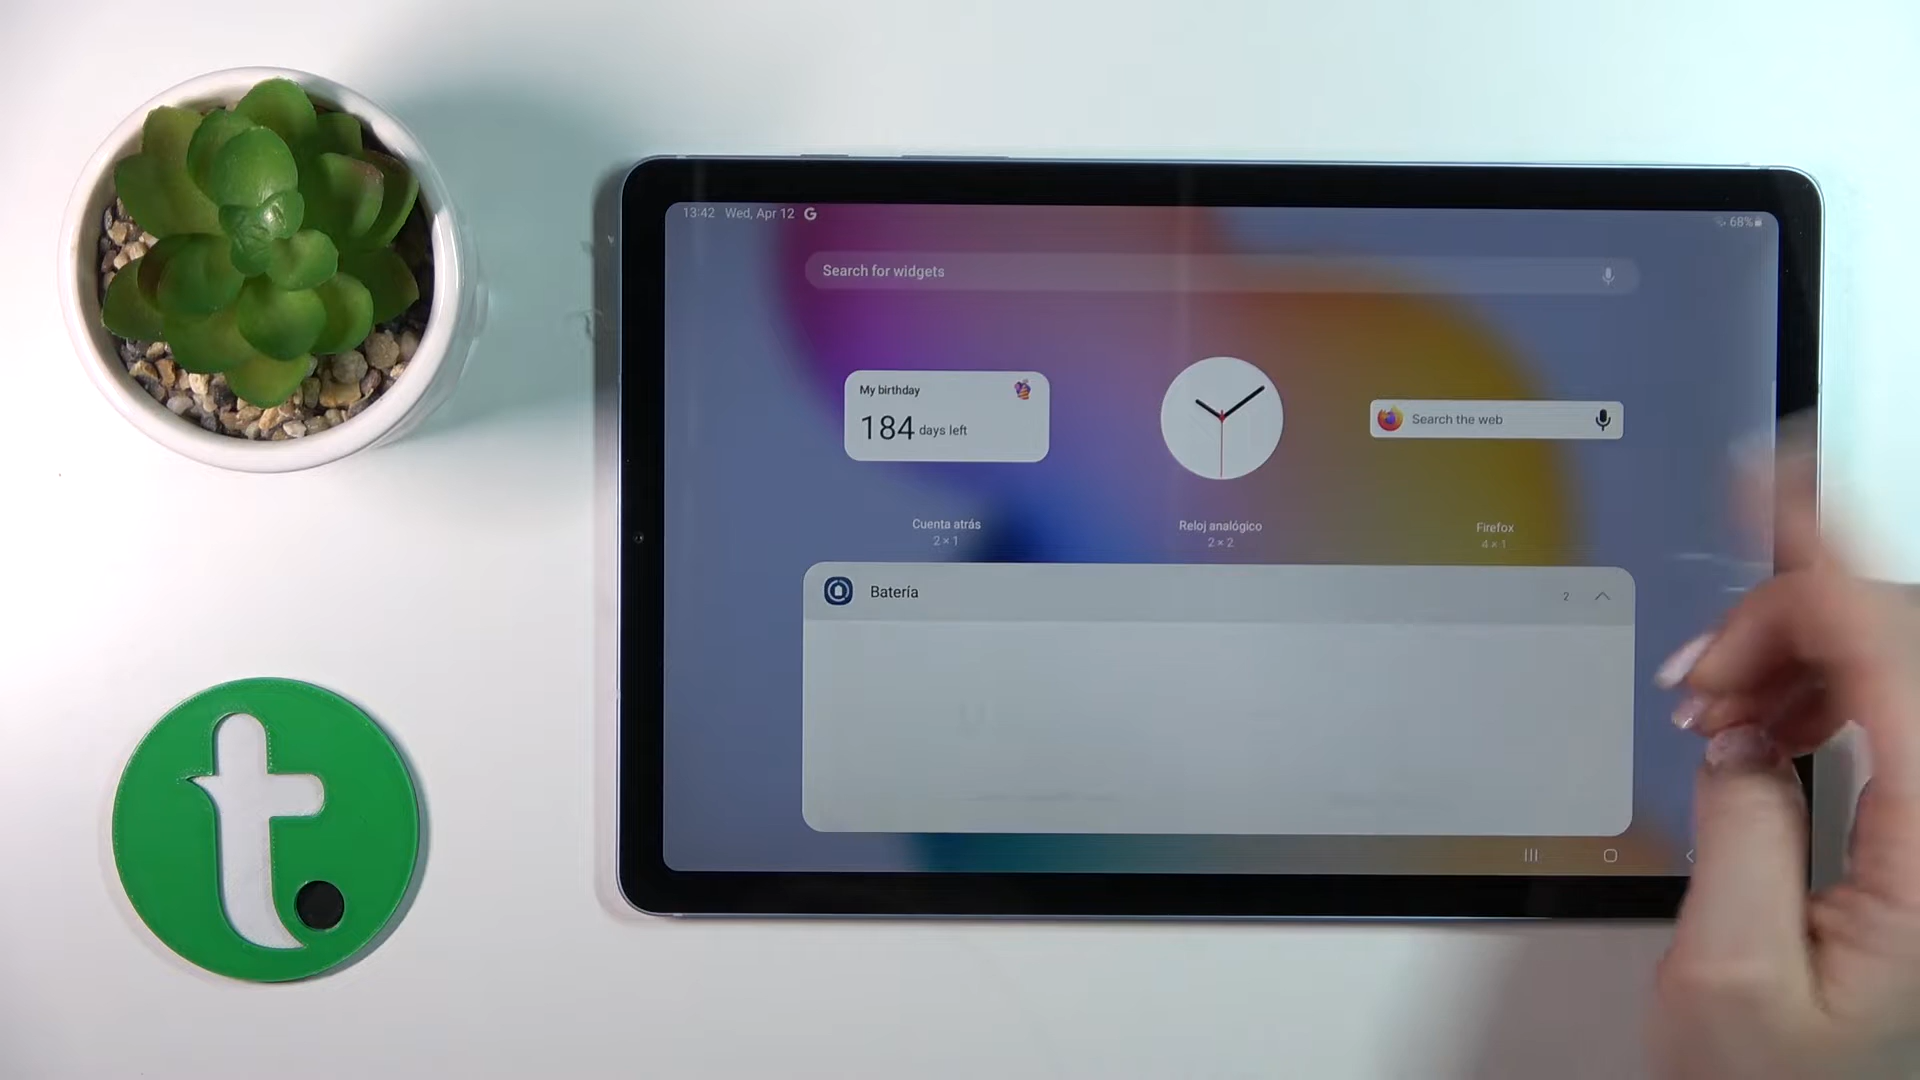 13:42 Wed, Apr 12 G
68%
Search for widgets
My birthday
184 days left
Search the web
Cuenta atrás
2 × 1
Reloj analógico
2 × 2
Firefox
4 × 1
Batería
2
t.